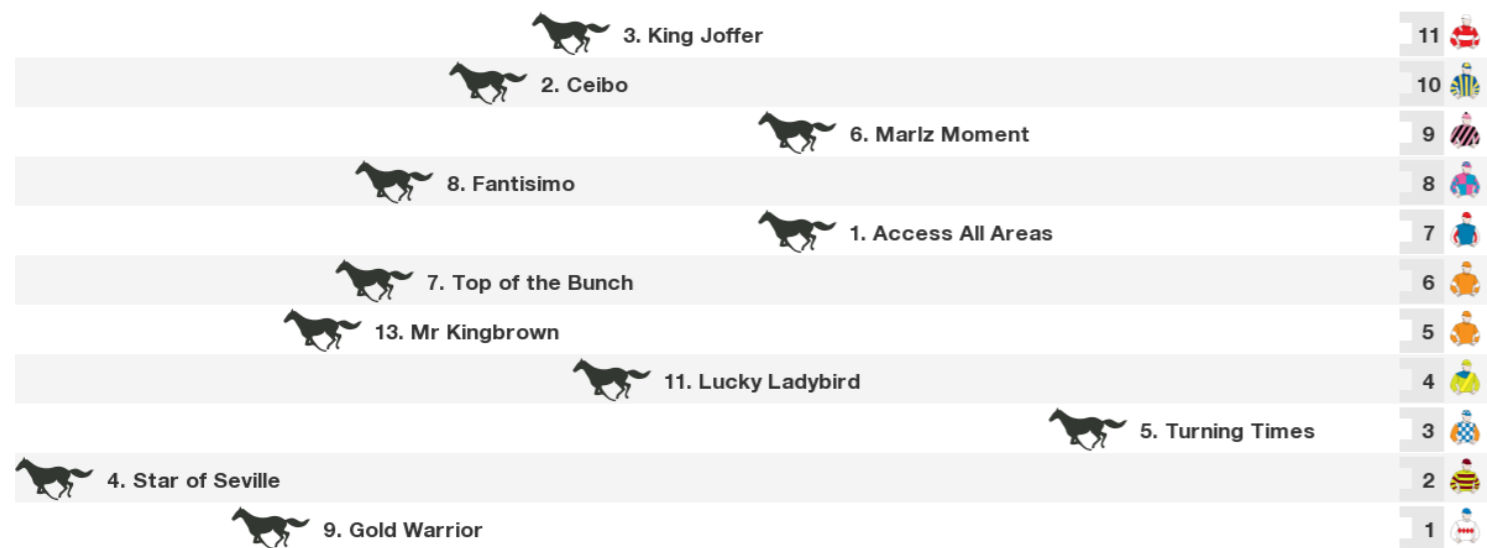 3. King Joffer 11
2. Ceibo 10
6. Marlz Moment 9
8. Fantisimo 8
1. Access All Areas 7
7. Top of the Bunch 6
13. Mr Kingbrown 5
11. Lucky Ladybird 4
5. Turning Times 3
4. Star of Seville 2
9. Gold Warrior 1